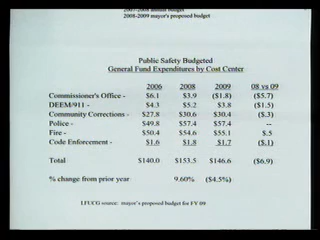 2007-2008 annual budget
2008-2009 mayor's proposed budget
Public Safety Budgeted
General Fund Expenditures by Cost Center
2006 2008 2009 08 vs 09
Commissioner's Office - $6.1 $3.9 ($1.8) ($5.7)
DEEM/911 - $4.3 $5.2 $3.8 ($1.5)
Community Corrections - $27.8 $30.6 $30.4 ($.3)
Police - $49.8 $57.4 $57.4 --
Fire - $50.4 $54.6 $55.1 $.5
Code Enforcement - $1.6 $1.8 $1.7 ($.1)
Total $140.0 $153.5 $146.6 ($6.9)
% change from prior year 9.60% ($4.5%)
LFUCG source: mayor's proposed budget for FY 09